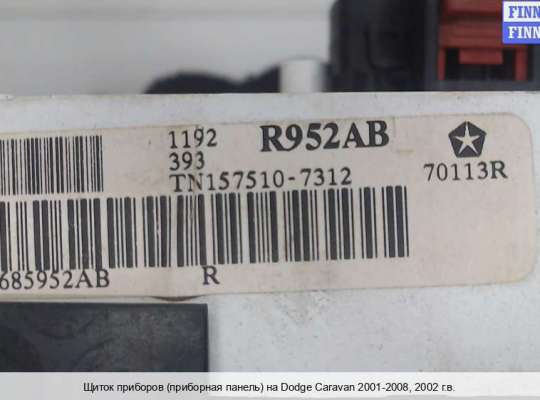 FINN
FINN
1192
R952AB
393
TN157510-7312
70113R
685952AB
R
Щиток приборов (приборная панель) на Dodge Caravan 2001-2008, 2002 г.в.